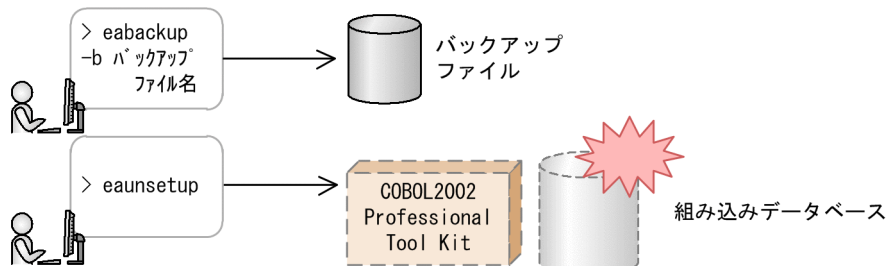 > eabackup
-b ﾊﾞｯｸｱｯﾌﾟ
ﾌｧｲﾙ名
バックアップ
ファイル
> eaunsetup
COBOL2002
Professional
Tool Kit
組み込みデータベース